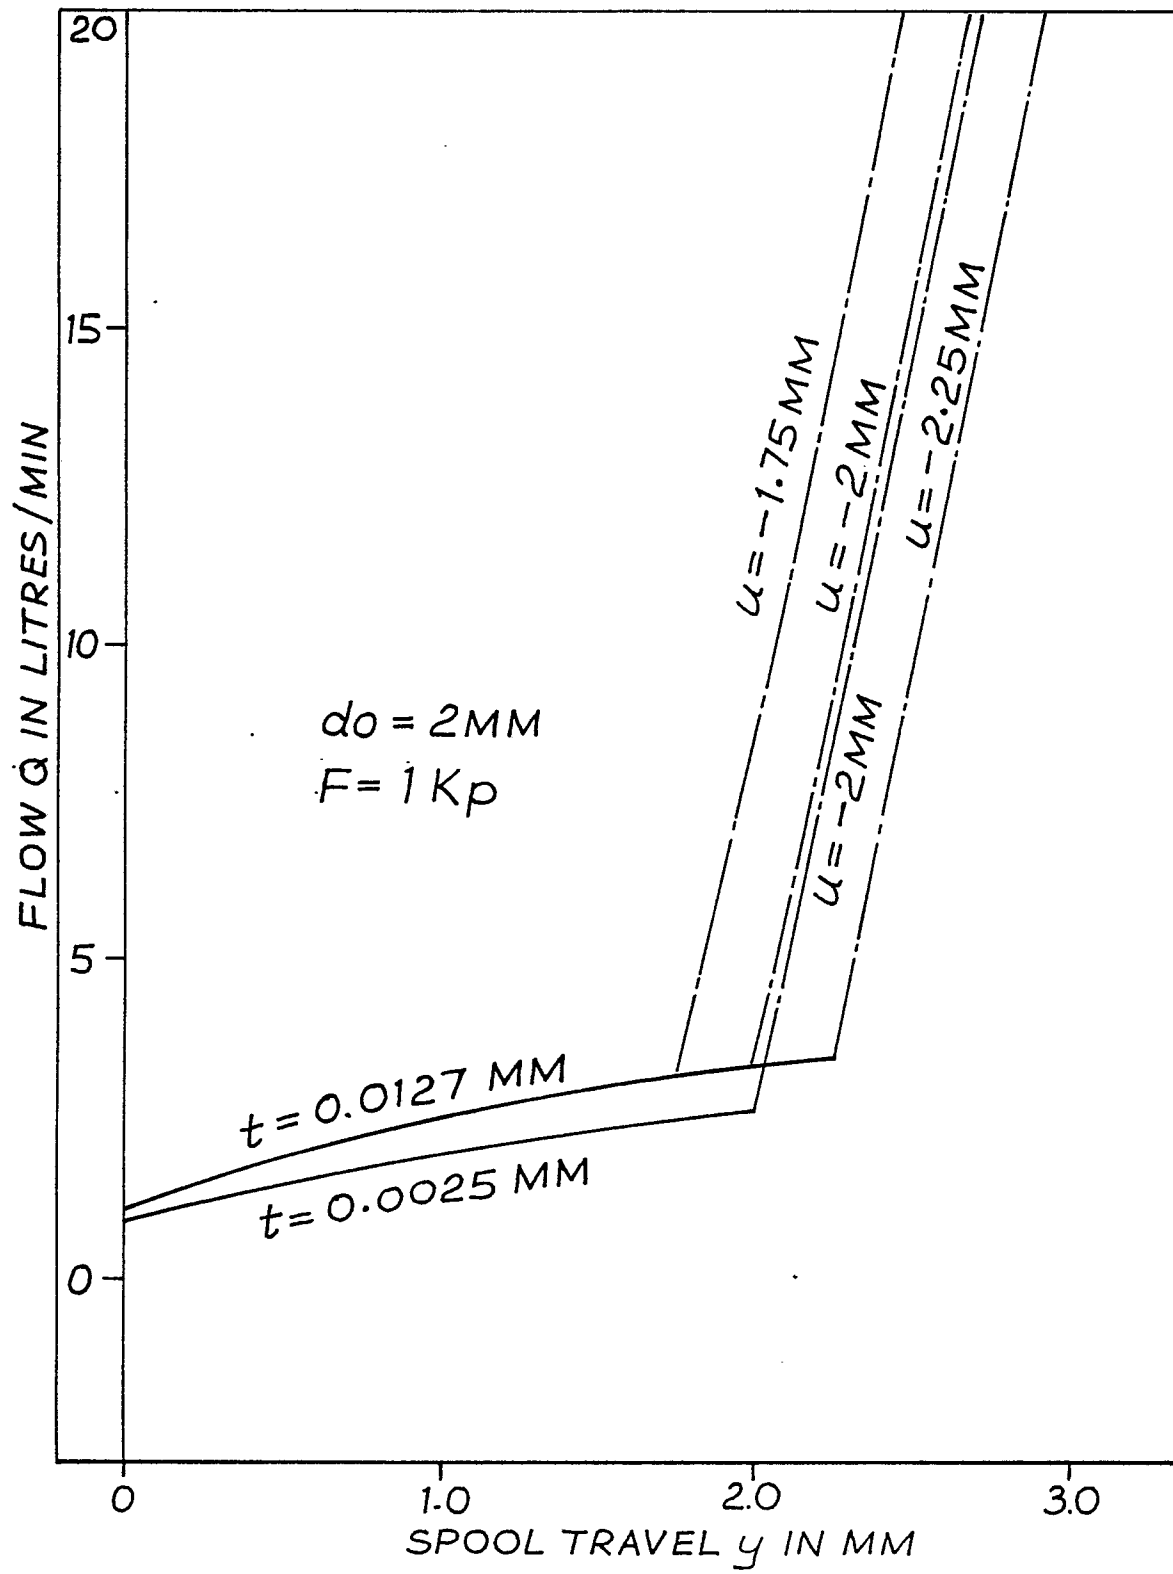 20
15
10
5
0
FLOW Q IN LITRES/MIN
do = 2MM
F = 1 Kp
u = -1.75MM
u = -2MM
u = -2MM
u = -2.25MM
t = 0.0127 MM
t = 0.0025 MM
0 1.0 2.0 3.0
SPOOL TRAVEL y IN MM